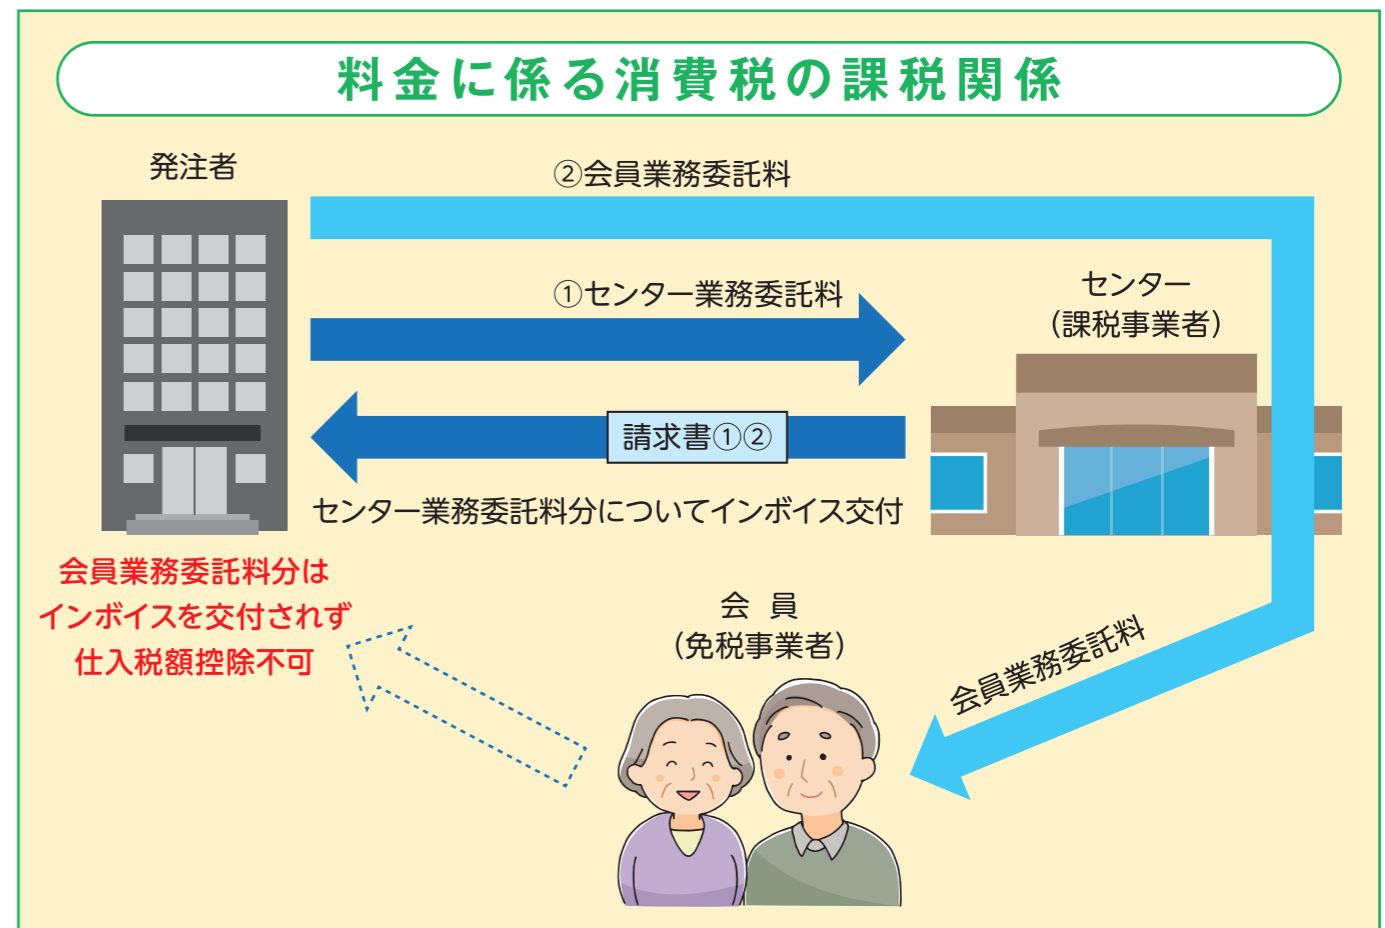 料金に係る消費税の課税関係
発注者
②会員業務委託料
①センター業務委託料
センター
（課税事業者）
請求書①②
センター業務委託料分についてインボイス交付
会員業務委託料分は
インボイスを交付されず
仕入税額控除不可
会 員
（免税事業者）
会員業務委託料